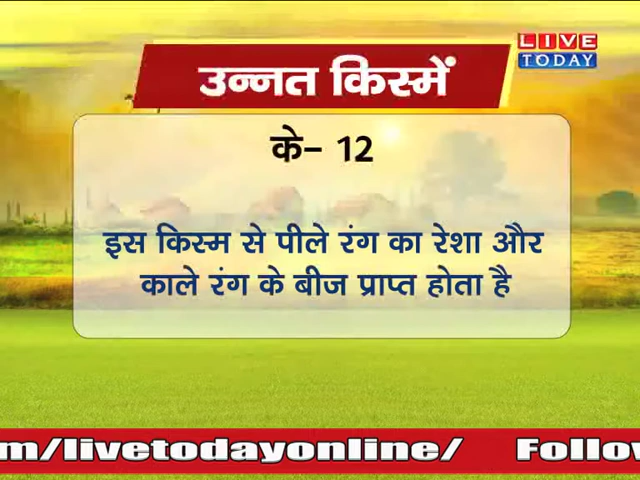 LIVE
TODAY
उन्नत किस्में
के- 12
इस किस्म से पीले रंग का रेशा और
काले रंग के बीज प्राप्त होता है
m/livetodayonline/ Follow